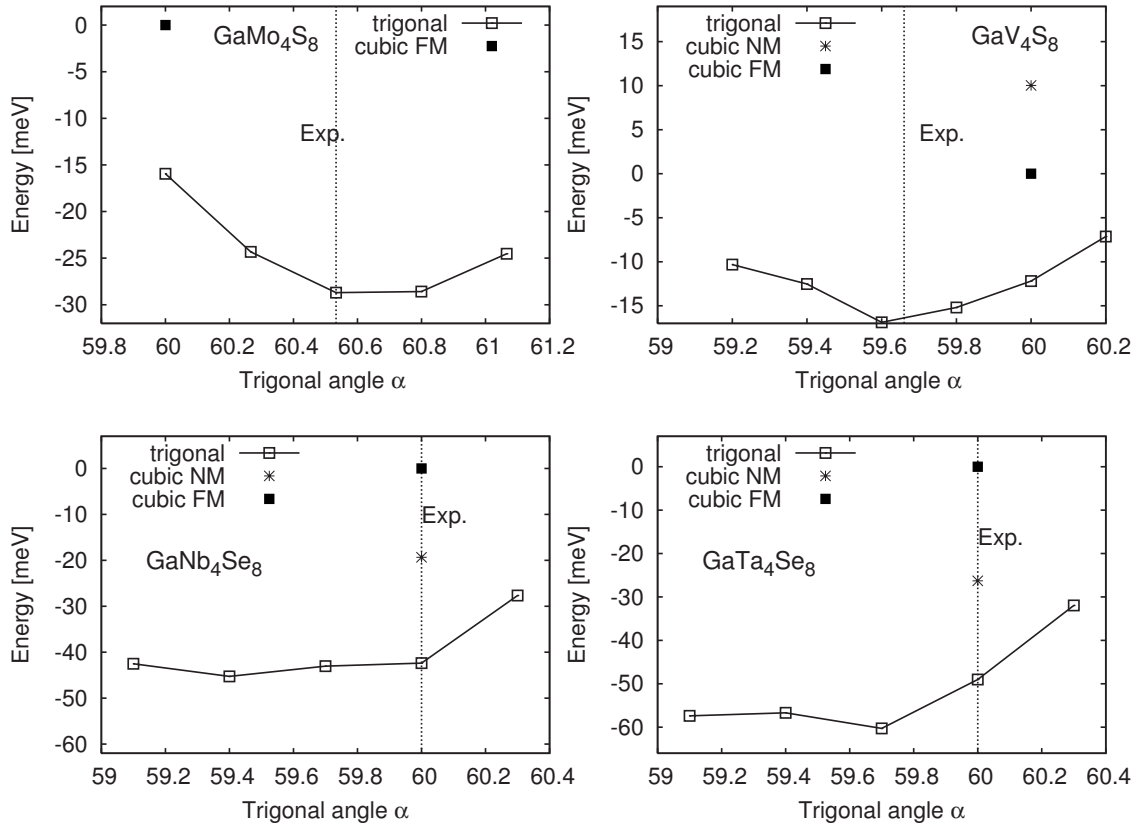 GaMo4S8
trigonal
cubic FM
Exp.
Energy [meV]
0
-5
-10
-15
-20
-25
-30
59.8 60 60.2 60.4 60.6 60.8 61 61.2
Trigonal angle α
trigonal
cubic NM
cubic FM
GaV4S8
Exp.
Energy [meV]
15
10
5
0
-5
-10
-15
59 59.2 59.4 59.6 59.8 60 60.2
Trigonal angle α
trigonal
cubic NM
cubic FM
Exp.
GaNb4Se8
Energy [meV]
0
-10
-20
-30
-40
-50
-60
59 59.2 59.4 59.6 59.8 60 60.2 60.4
Trigonal angle α
trigonal
cubic NM
cubic FM
Exp.
GaTa4Se8
Energy [meV]
0
-10
-20
-30
-40
-50
-60
59 59.2 59.4 59.6 59.8 60 60.2 60.4
Trigonal angle α